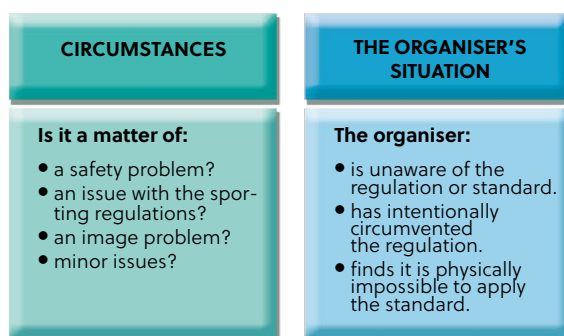 CIRCUMSTANCES
Is it a matter of:
• a safety problem?
• an issue with the spor-
ting regulations?
• an image problem?
• minor issues?
THE ORGANISER’S
SITUATION
The organiser:
• is unaware of the
regulation or standard.
• has intentionally
circumvented
the regulation.
• finds it is physically
impossible to apply
the standard.